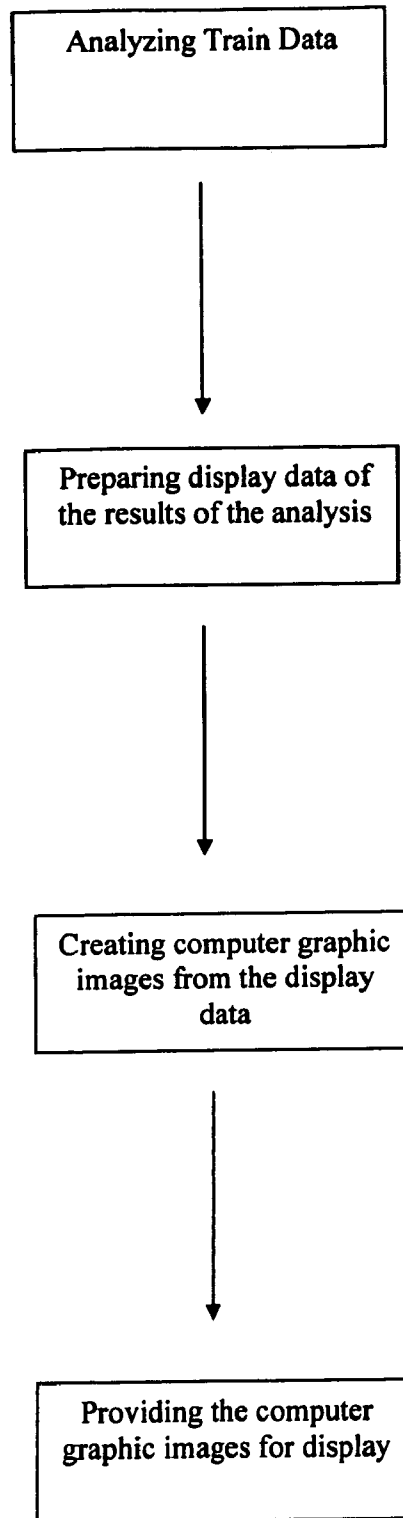 Analyzing Train Data
Preparing display data of
the results of the analysis
Creating computer graphic
images from the display
data
Providing the computer
graphic images for display